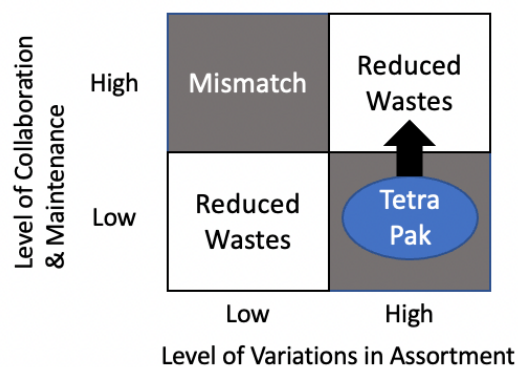 Level of Collaboration
& Maintenance
High
Mismatch
Reduced
Wastes
Low
Reduced
Wastes
Tetra
Pak
Low
High
Level of Variations in Assortment